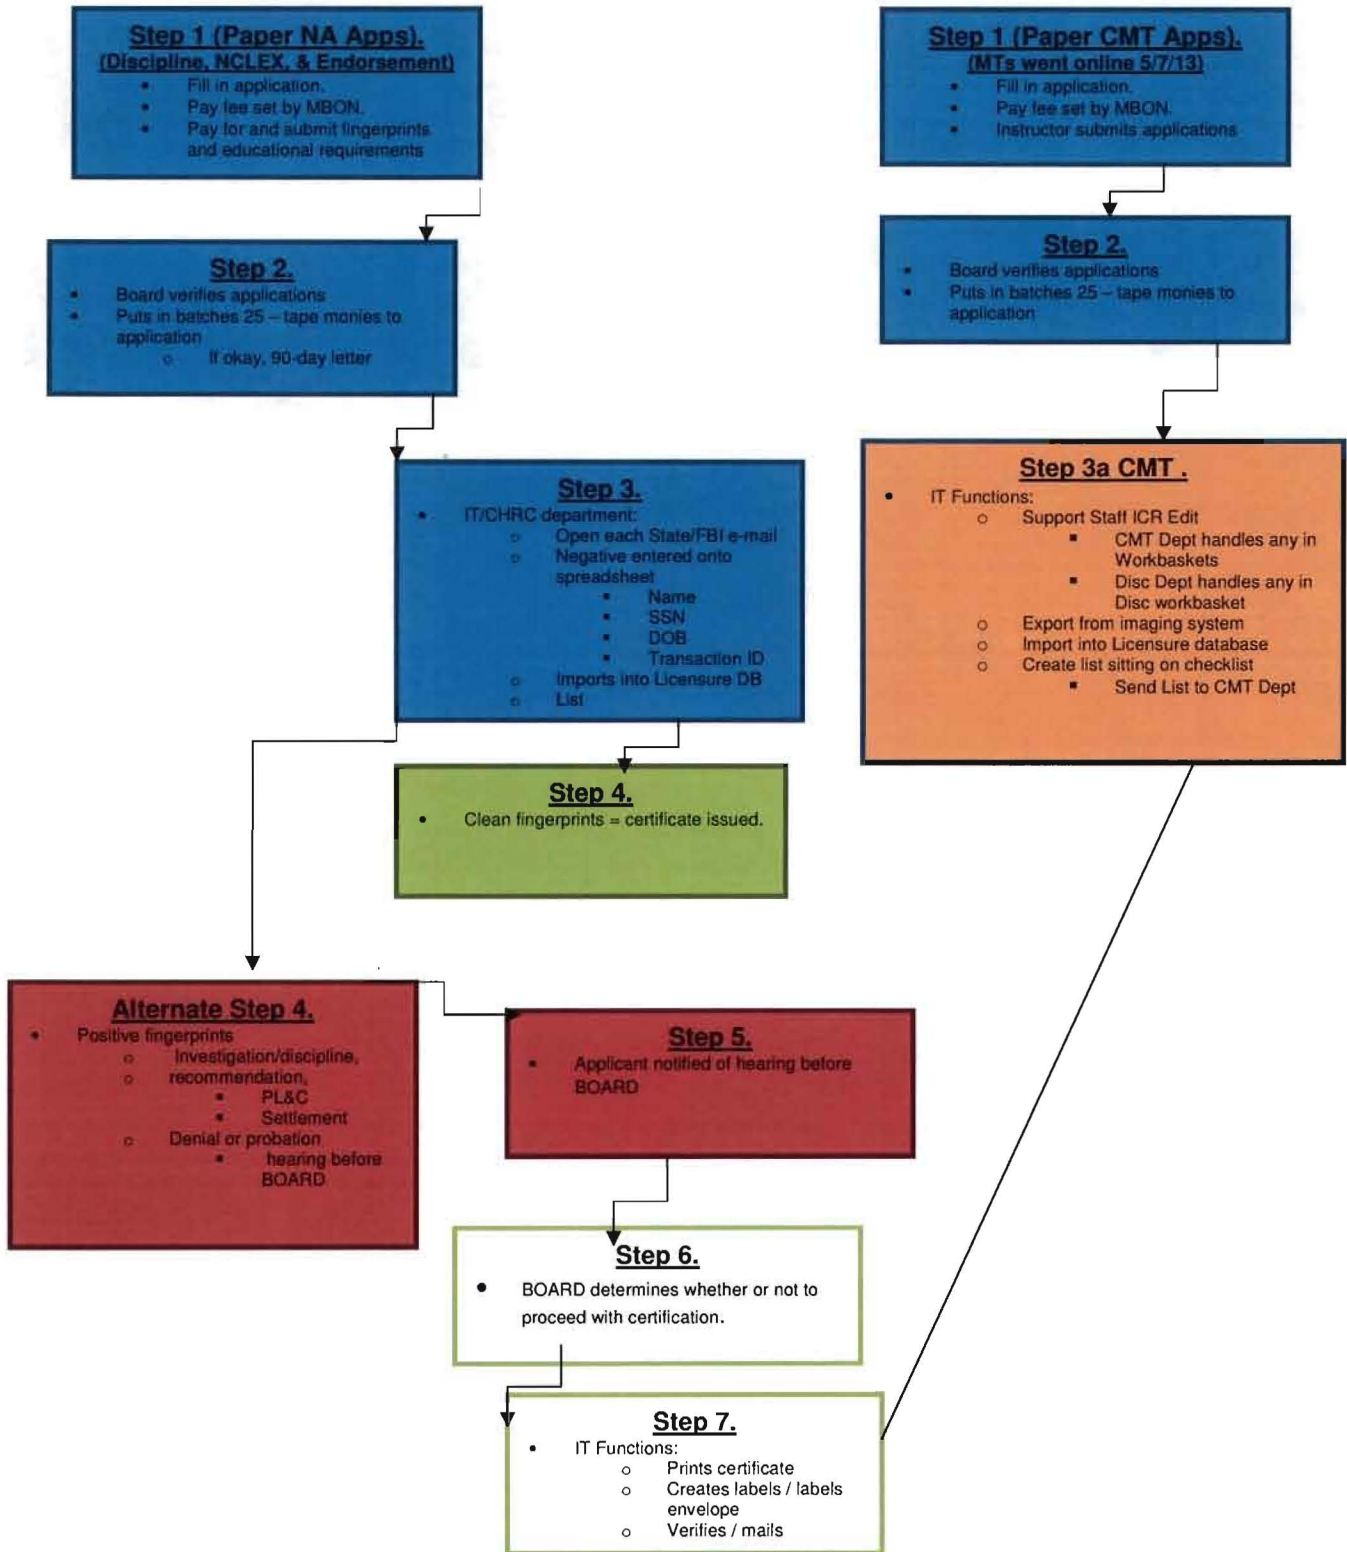 Step 1 (Paper NA Apps).
(Discipline, NCLEX, & Endorsement)
▪ Fill in application.
▪ Pay fee set by MBON.
▪ Pay for and submit fingerprints
and educational requirements
Step 2.
▪ Board verifies applications
▪ Puts in batches 25 – tape monies to
application
o If okay, 90-day letter
Step 3.
• IT/CHRC department:
o Open each State/FBI e-mail
o Negative entered onto
spreadsheet
▪ Name
▪ SSN
▪ DOB
▪ Transaction ID
o Imports into Licensure DB
o List
Step 4.
• Clean fingerprints = certificate issued.
Alternate Step 4.
▪ Positive fingerprints
o Investigation/discipline,
o recommendation,
▪ PL&C
▪ Settlement
o Denial or probation
▪ hearing before
BOARD
Step 5.
▪ Applicant notified of hearing before
BOARD
Step 6.
• BOARD determines whether or not to
proceed with certification.
Step 7.
• IT Functions:
o Prints certificate
o Creates labels / labels
envelope
o Verifies / mails
Step 1 (Paper CMT Apps).
(MTs went online 5/7/13)
▪ Fill in application.
▪ Pay fee set by MBON.
▪ Instructor submits applications
Step 2.
▪ Board verifies applications
▪ Puts in batches 25 – tape monies to
application
Step 3a CMT .
• IT Functions:
o Support Staff ICR Edit
▪ CMT Dept handles any in
Workbaskets
▪ Disc Dept handles any in
Disc workbasket
o Export from imaging system
o Import into Licensure database
o Create list sitting on checklist
▪ Send List to CMT Dept